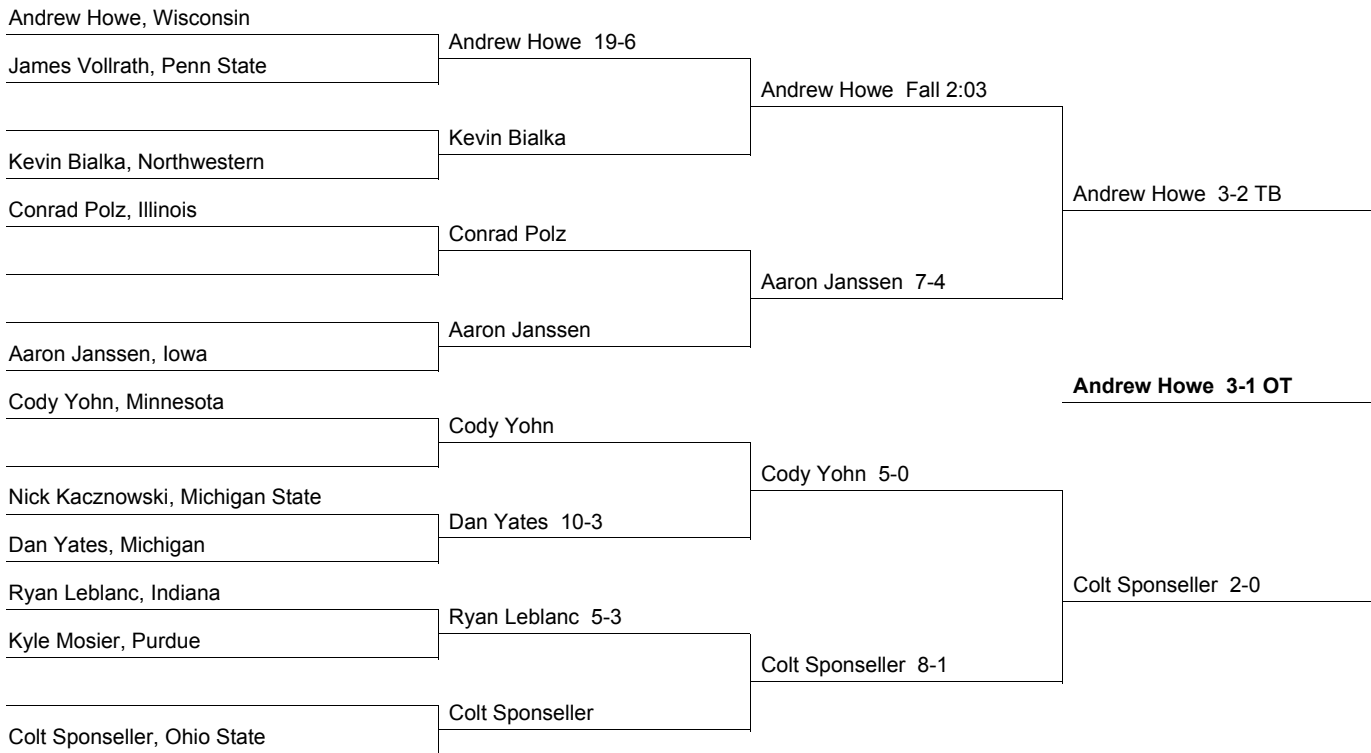 Andrew Howe, Wisconsin
James Vollrath, Penn State
Kevin Bialka, Northwestern
Conrad Polz, Illinois
Aaron Janssen, Iowa
Cody Yohn, Minnesota
Nick Kacznowski, Michigan State
Dan Yates, Michigan
Ryan Leblanc, Indiana
Kyle Mosier, Purdue
Colt Sponseller, Ohio State
Andrew Howe 19-6
Kevin Bialka
Conrad Polz
Aaron Janssen
Cody Yohn
Dan Yates 10-3
Ryan Leblanc 5-3
Colt Sponseller
Andrew Howe Fall 2:03
Aaron Janssen 7-4
Cody Yohn 5-0
Colt Sponseller 8-1
Andrew Howe 3-2 TB
Colt Sponseller 2-0
Andrew Howe 3-1 OT